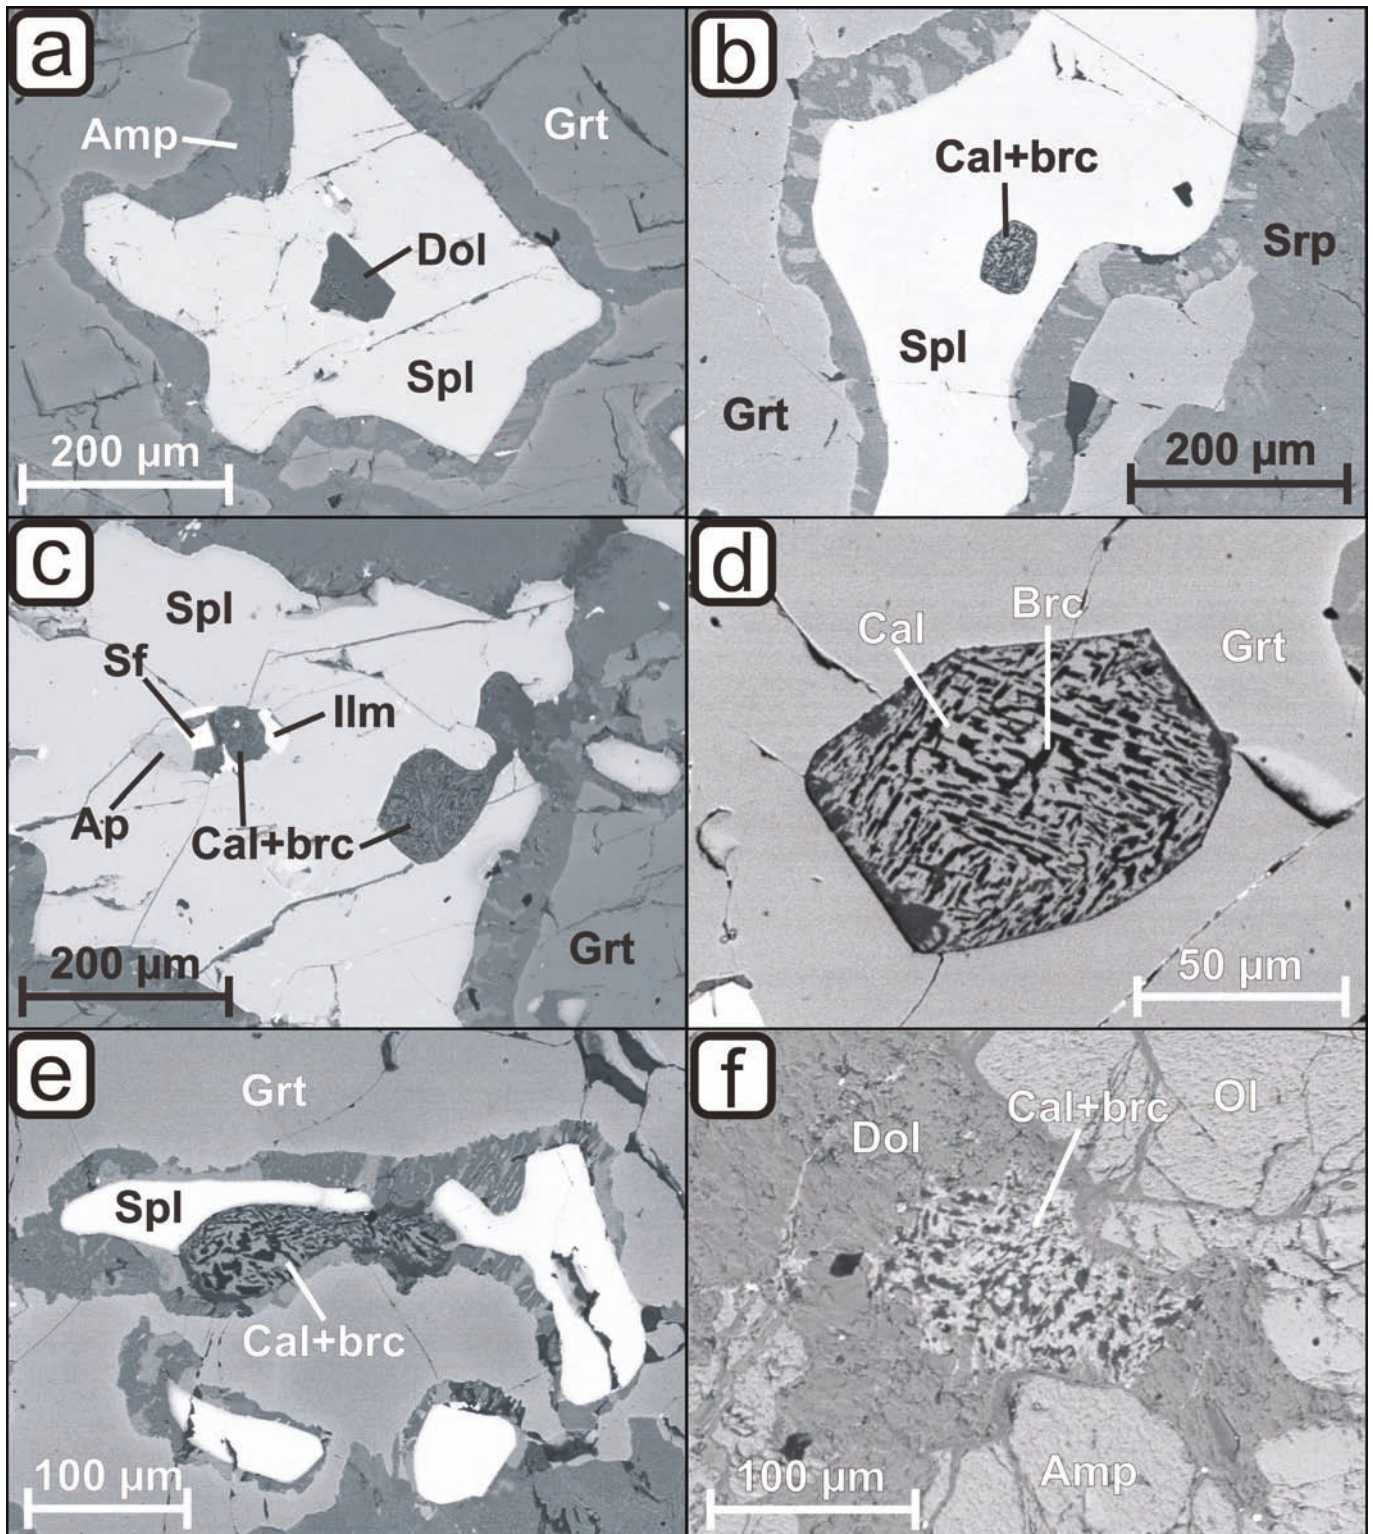 a
Amp
Grt
Dol
Spl
200 µm
b
Cal+brc
Srp
Spl
Grt
200 µm
c
Spl
Sf
Ilm
Ap
Cal+brc
200 µm
Grt
d
Brc
Cal
Grt
50 µm
e
Grt
Spl
Cal+brc
100 µm
f
Cal+brc
Ol
Dol
Amp
100 µm